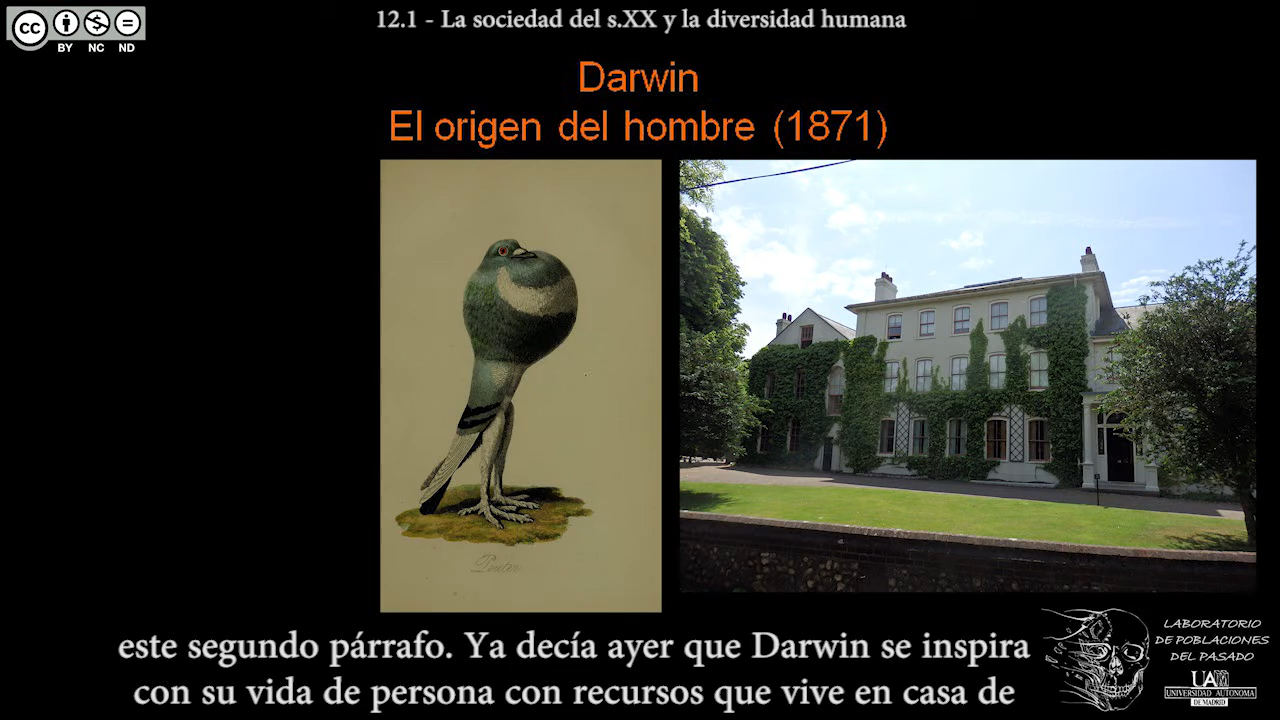 12.1 - La sociedad del s.XX y la diversidad humana
cc
BY NC ND
Darwin
El origen del hombre (1871)
Pouter
este segundo párrafo. Ya decía ayer que Darwin se inspira
con su vida de persona con recursos que vive en casa de
LABORATORIO
DE POBLACIONES
DEL PASADO
UAM
UNIVERSIDAD AUTONOMA
DE MADRID